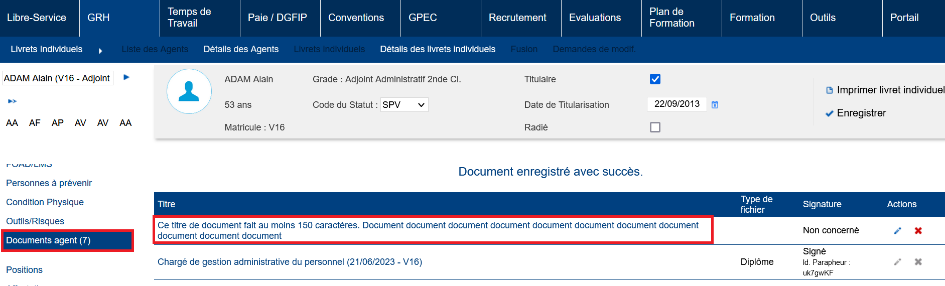 Libre-Service GRH Temps de Travail Paie / DGFIP Conventions GPEC Recrutement Evaluations Plan de Formation Formation Outils Portail
Livrets Individuels Liste des Agents Détails des Agents Livrets individuels Détails des livrets individuels Fusion Demandes de modif.
ADAM Alain (V16 - Adjoint
AA AF AP AV AV AA
ADAM Alain Grade : Adjoint Administratif 2nde Cl. Titulaire
53 ans Code du Statut : SPV Date de Titularisation 22/09/2013
Matricule : V16 Radié
Imprimer livret individuel
Enregistrer
FOAD/LMS
Personnes à prévenir
Condition Physique
Outils/Risques
Documents agent (7)
Positions
Document enregistré avec succès.
Titre Type de fichier Signature Actions
Ce titre de document fait au moins 150 caractères. Document document document document document document document document
document document document
Non concerné
Chargé de gestion administrative du personnel (21/06/2023 - V16) Diplôme Signé
Id. Parapheur :
uk7gwKF